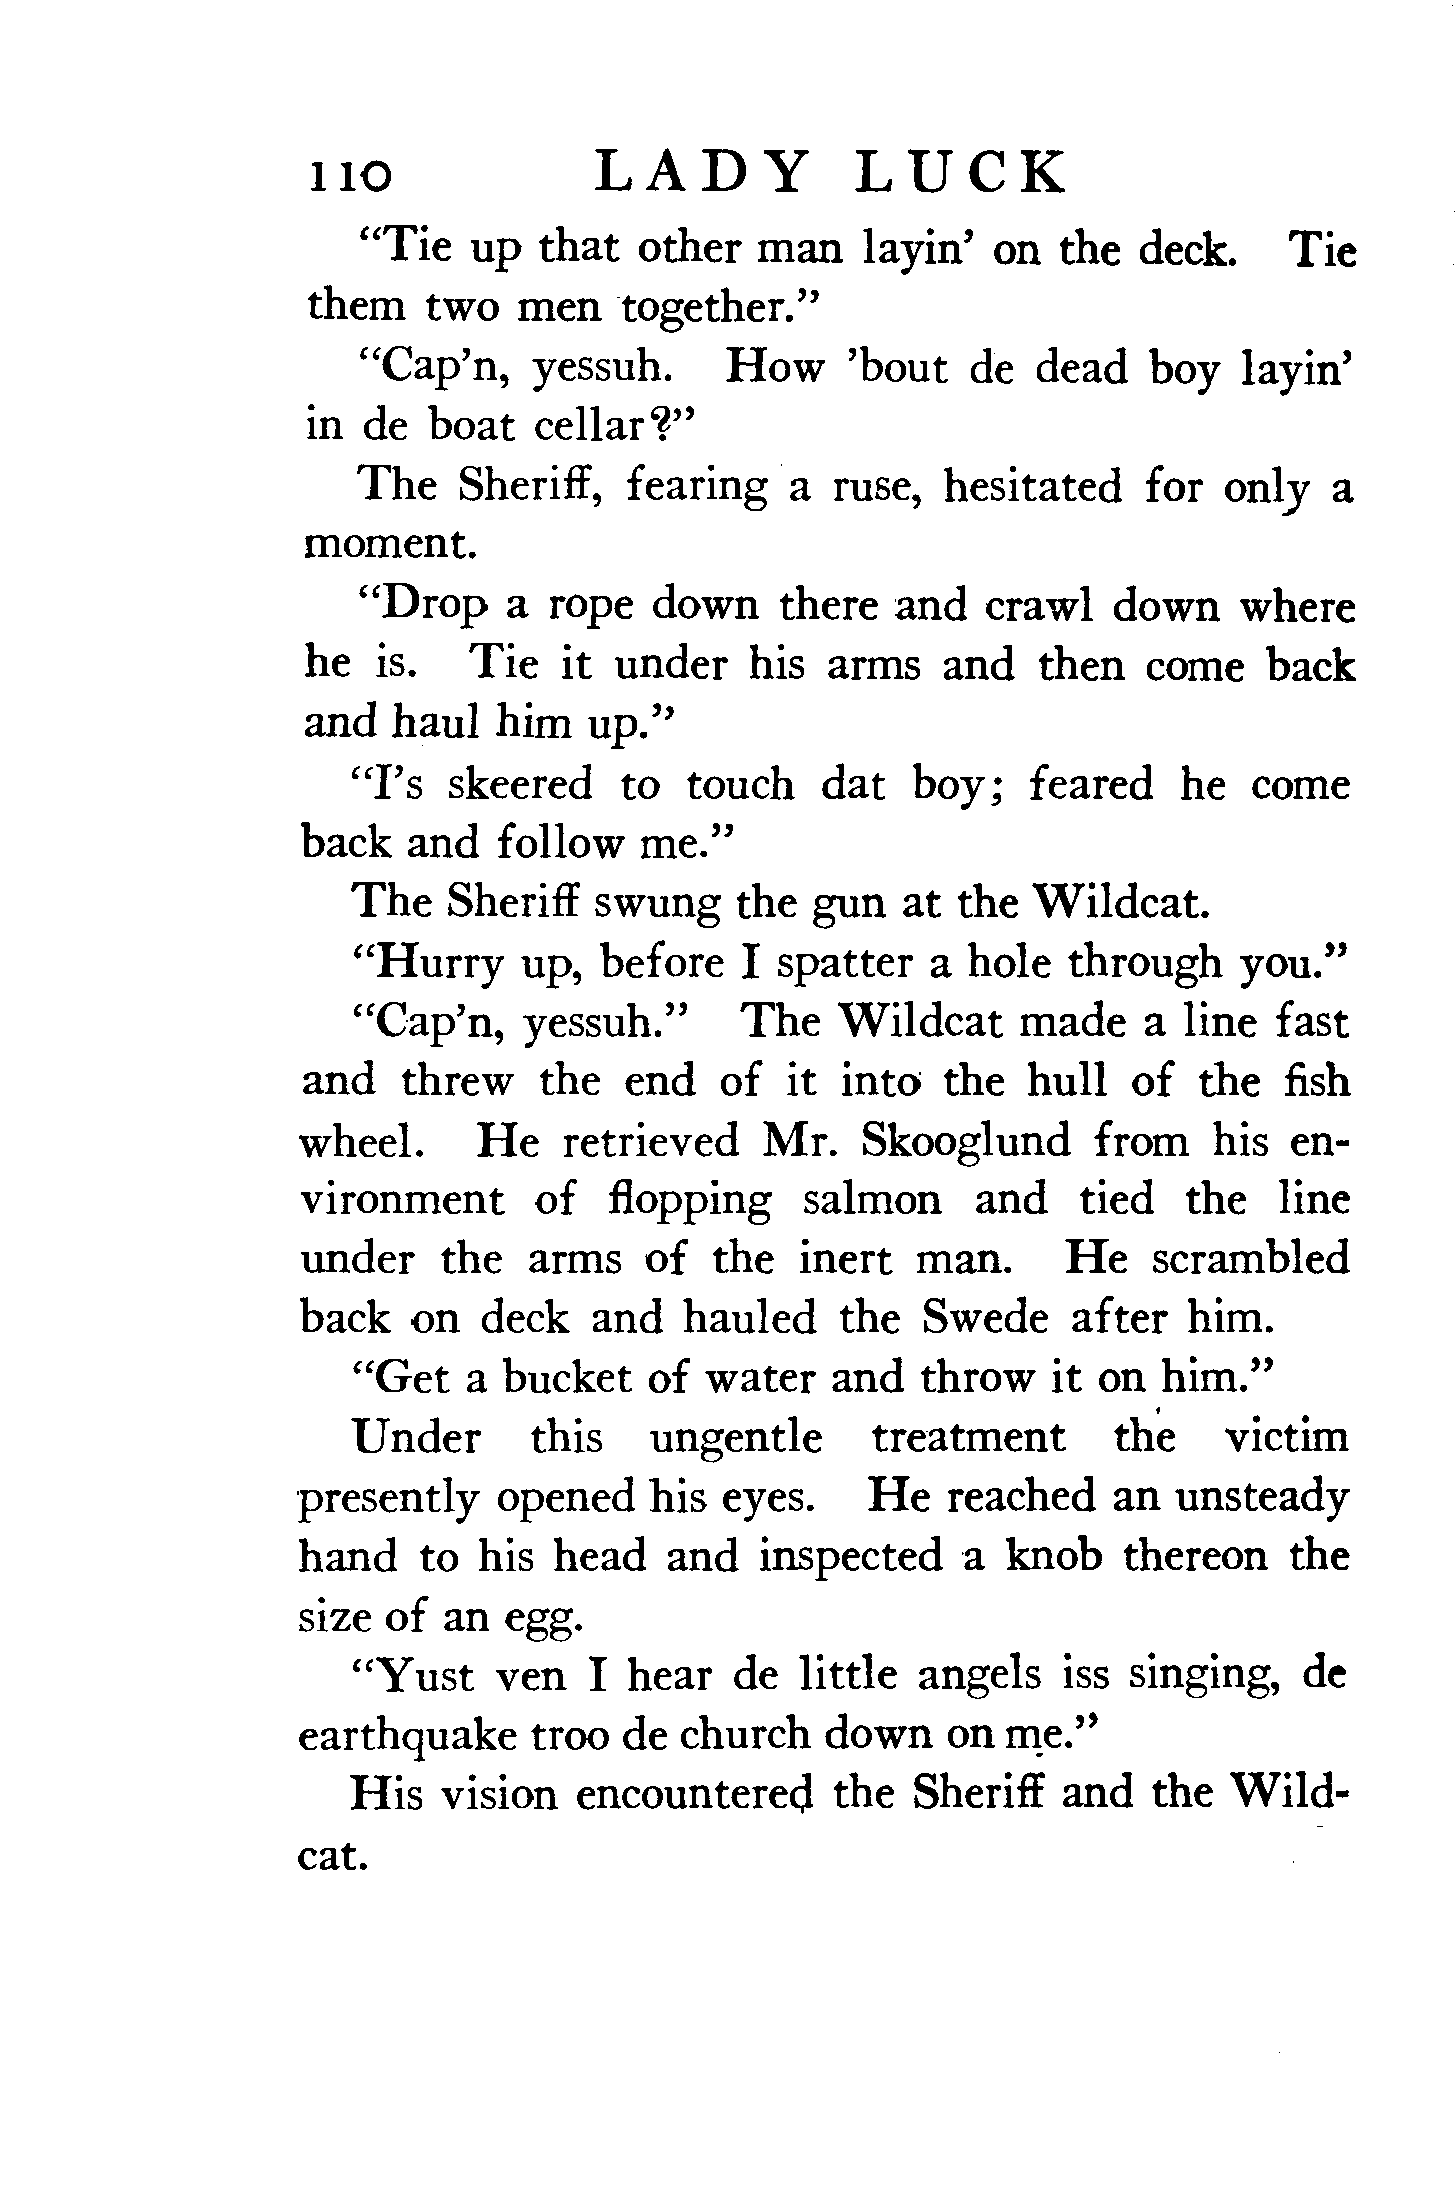 110 LADY LUCK
“Tie up that other man layin’ on the deck. Tie
them two men together.”
“Cap’n, yessuh. How ’bout de dead boy layin’
in de boat cellar?”
The Sheriff, fearing a ruse, hesitated for only a
moment.
“Drop a rope down there and crawl down where
he is. Tie it under his arms and then come back
and haul him up.”
“I’s skeered to touch dat boy; feared he come
back and follow me.”
The Sheriff swung the gun at the Wildcat.
“Hurry up, before I spatter a hole through you.”
“Cap’n, yessuh.” The Wildcat made a line fast
and threw the end of it into the hull of the fish
wheel. He retrieved Mr. Skooglund from his en-
vironment of flopping salmon and tied the line
under the arms of the inert man. He scrambled
back on deck and hauled the Swede after him.
“Get a bucket of water and throw it on him.”
Under this ungentle treatment the victim
presently opened his eyes. He reached an unsteady
hand to his head and inspected a knob thereon the
size of an egg.
“Yust ven I hear de little angels iss singing, de
earthquake troo de church down on me.”
His vision encountered the Sheriff and the Wild-
cat.